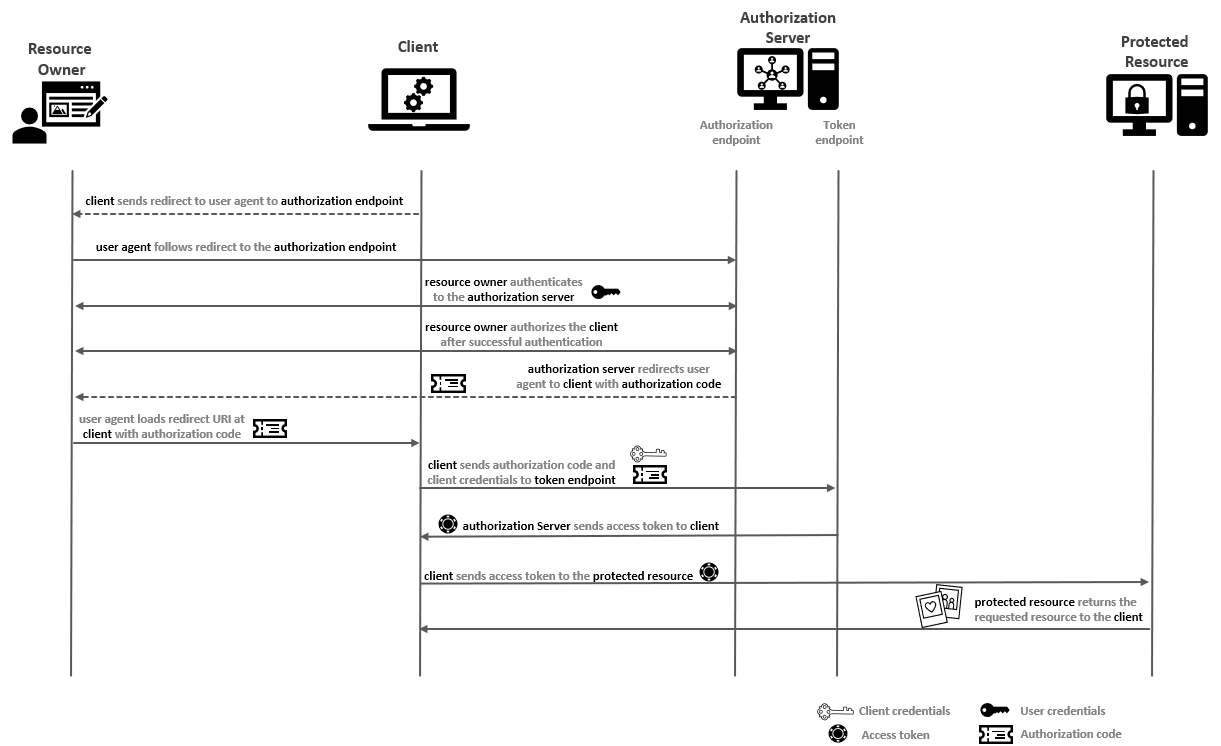 Resource
Owner
Client
Authorization
Server
Protected
Resource
Authorization
endpoint
Token
endpoint
client sends redirect to user agent to authorization endpoint
user agent follows redirect to the authorization endpoint
resource owner authenticates
to the authorization server
resource owner authorizes the client
after successful authentication
authorization server redirects user
agent to client with authorization code
user agent loads redirect URI at
client with authorization code
client sends authorization code and
client credentials to token endpoint
authorization Server sends access token to client
client sends access token to the protected resource
protected resource returns the
requested resource to the client
Client credentials
User credentials
Access token
Authorization code